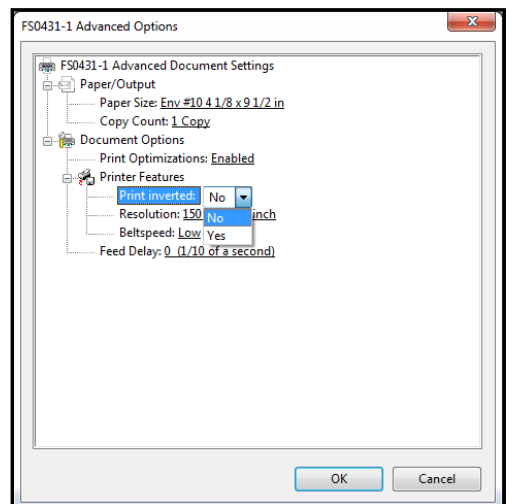 FS0431-1 Advanced Options
FS0431-1 Advanced Document Settings
Paper/Output
Paper Size: Env #10 4 1/8 x 9 1/2 in
Copy Count: 1 Copy
Document Options
Print Optimizations: Enabled
Printer Features
Print inverted: No
Resolution: 150 inch
No
Beltspeed: Low
Yes
Feed Delay: 0 (1/10 of a second)
OK Cancel